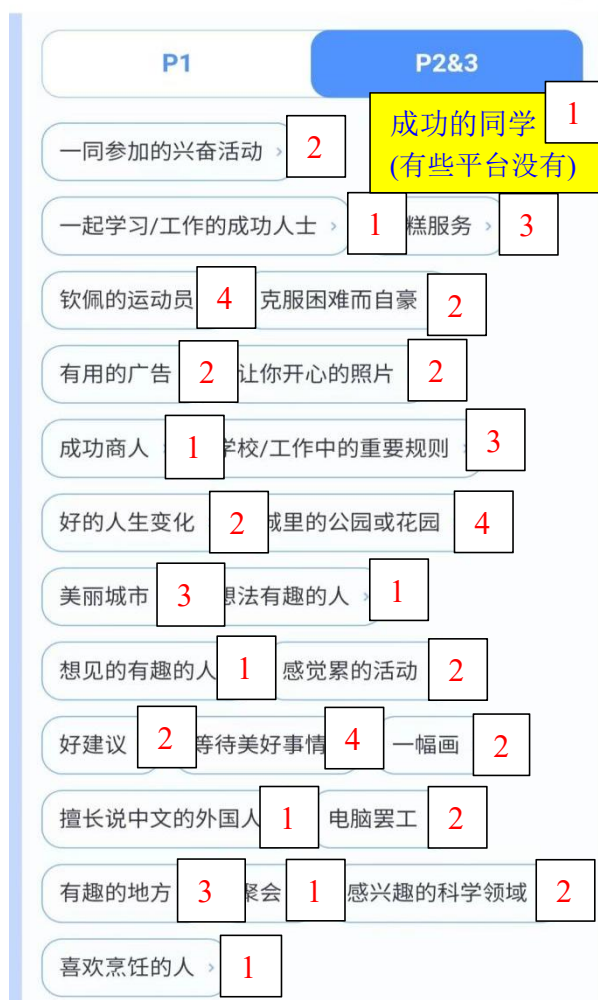 P1 P2&3
成功的同学 1
(有些平台没有)
一同参加的兴奋活动 › 2
一起学习/工作的成功人士 › 1 糕服务 › 3
钦佩的运动员 4 克服困难而自豪 2
有用的广告 2 让你开心的照片 2
成功商人 1 学校/工作中的重要规则 3
好的人生变化 2 城里的公园或花园 4
美丽城市 3 想法有趣的人 › 1
想见的有趣的人 1 感觉累的活动 2
好建议 2 等待美好事情 4 一幅画 2
擅长说中文的外国人 1 电脑罢工 2
有趣的地方 3 聚会 1 感兴趣的科学领域 2
喜欢烹饪的人 › 1